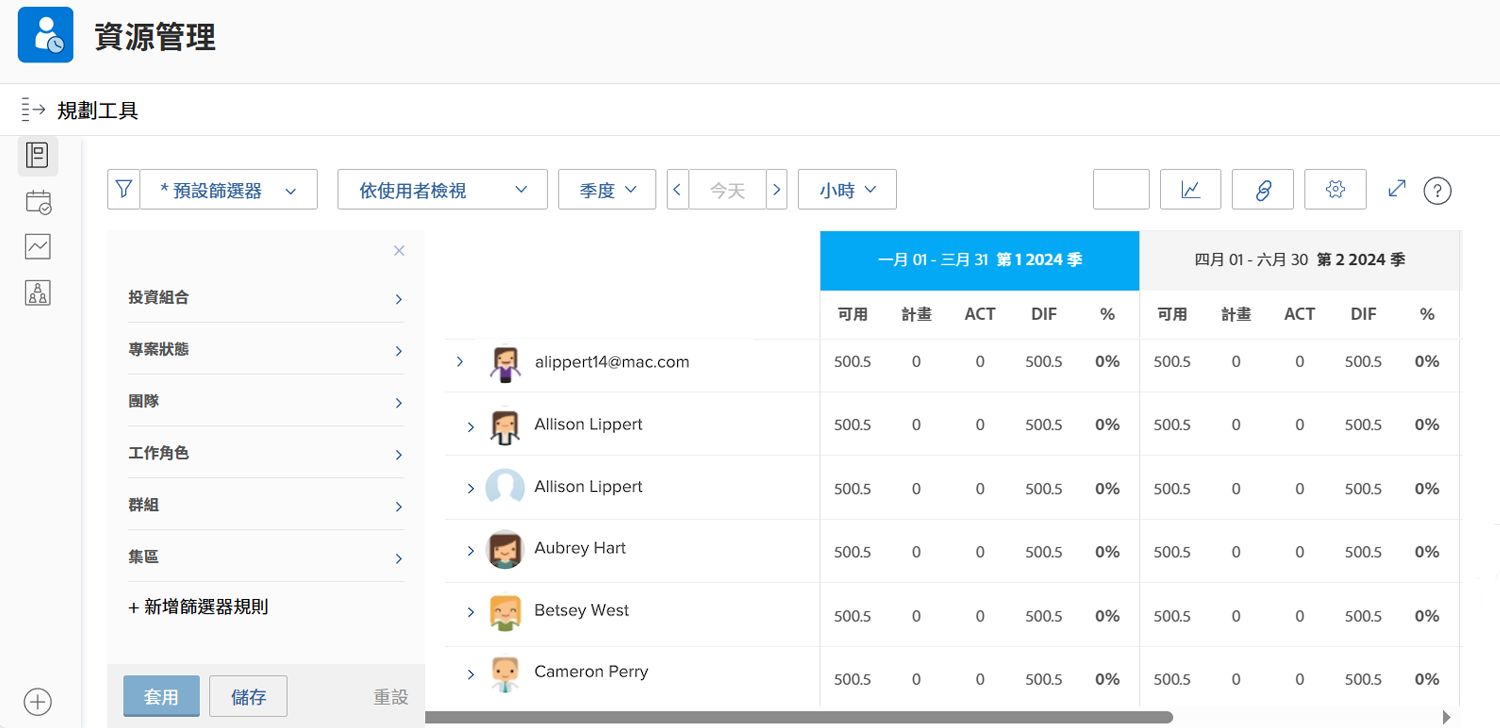 資源管理
規劃工具
* 預設篩選器 依使用者檢視 季度 今天 小時 ?
一月 01 - 三月 31 第 1 2024 季 四月 01 - 六月 30 第 2 2024 季
可用 計畫 ACT DIF % 可用 計畫 ACT DIF %
投資組合
專案狀態
團隊
工作角色
群組
集區
+ 新增篩選器規則
套用 儲存 重設
alippert14@mac.com 500.5 0 0 500.5 0% 500.5 0 0 500.5 0%
Allison Lippert 500.5 0 0 500.5 0% 500.5 0 0 500.5 0%
Allison Lippert 500.5 0 0 500.5 0% 500.5 0 0 500.5 0%
Aubrey Hart 500.5 0 0 500.5 0% 500.5 0 0 500.5 0%
Betsey West 500.5 0 0 500.5 0% 500.5 0 0 500.5 0%
Cameron Perry 500.5 0 0 500.5 0% 500.5 0 0 500.5 0%